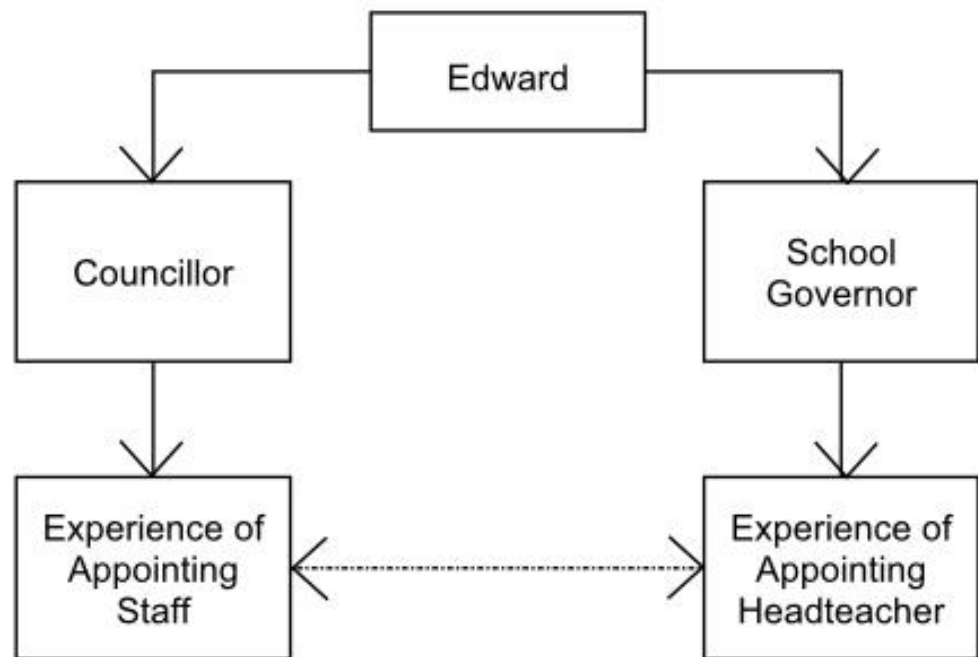 Edward
Councillor
School
Governor
Experience of
Appointing
Staff
Experience of
Appointing
Headteacher